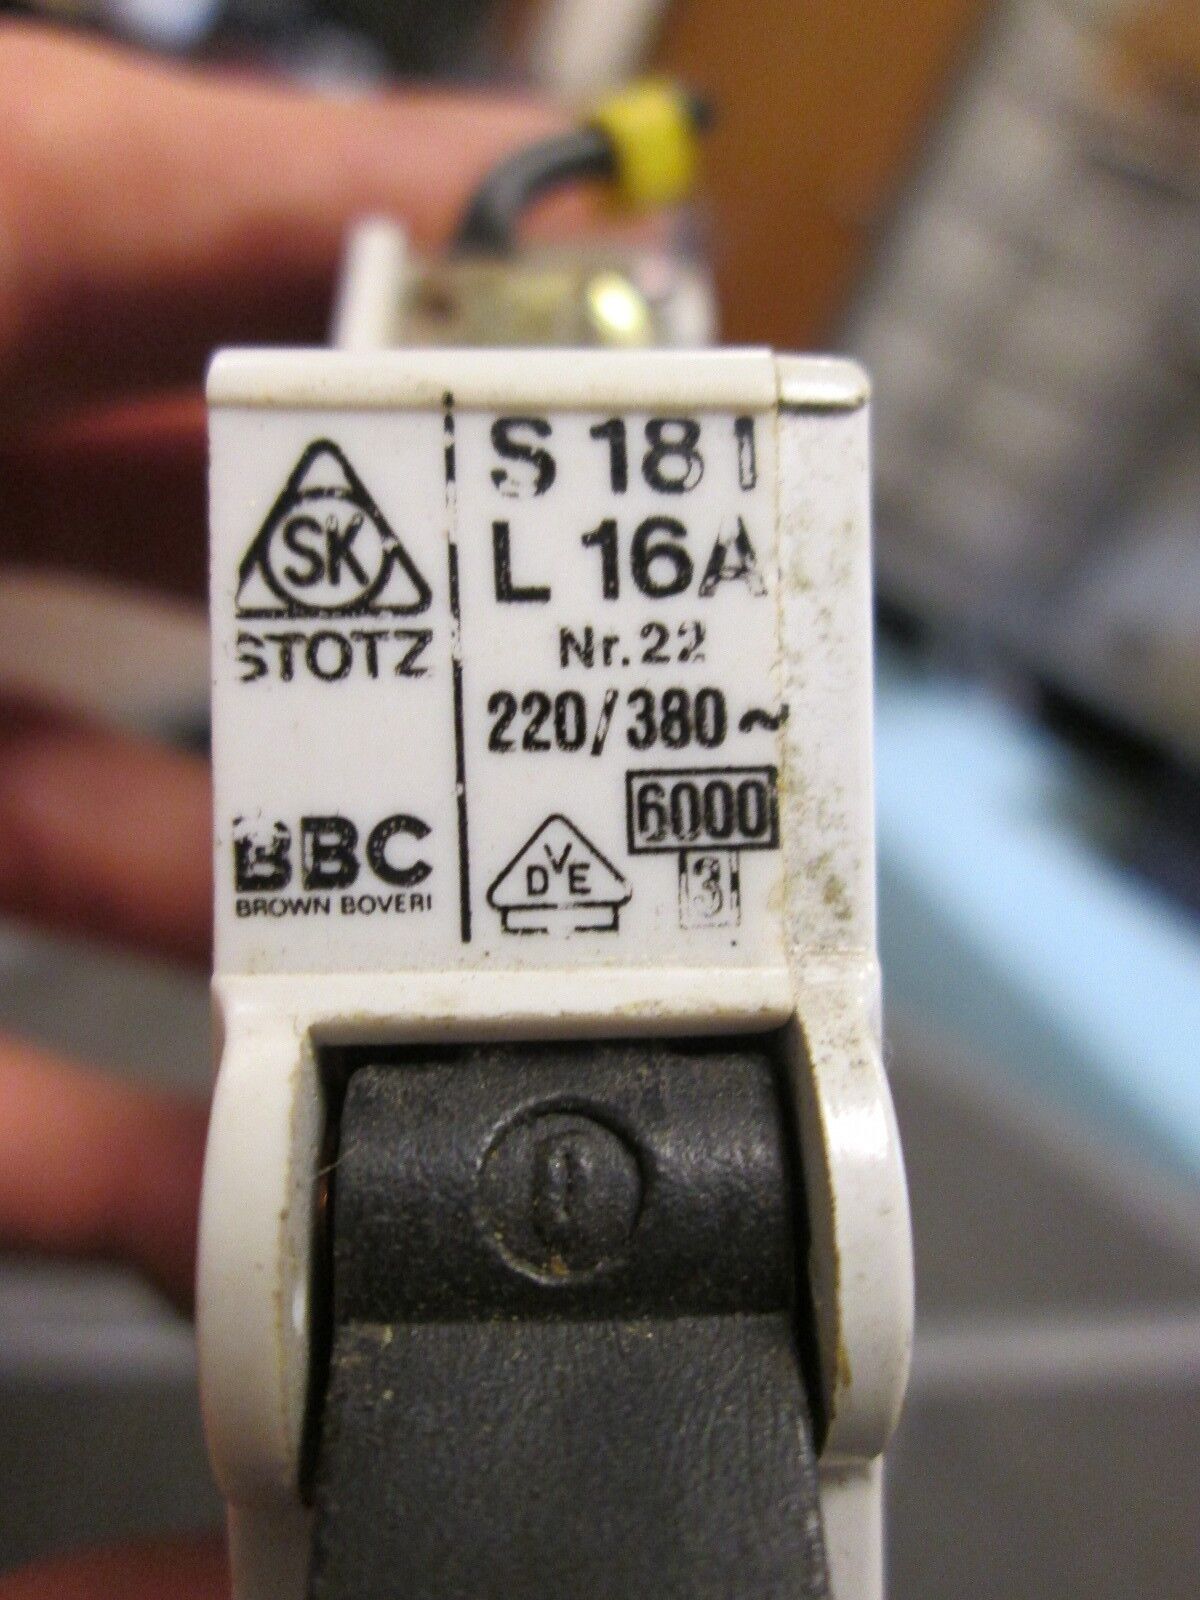 SK
STOTZ
BBC
BROWN BOVERI
S 181
L 16A
Nr. 22
220/380~
6000
3
DVE